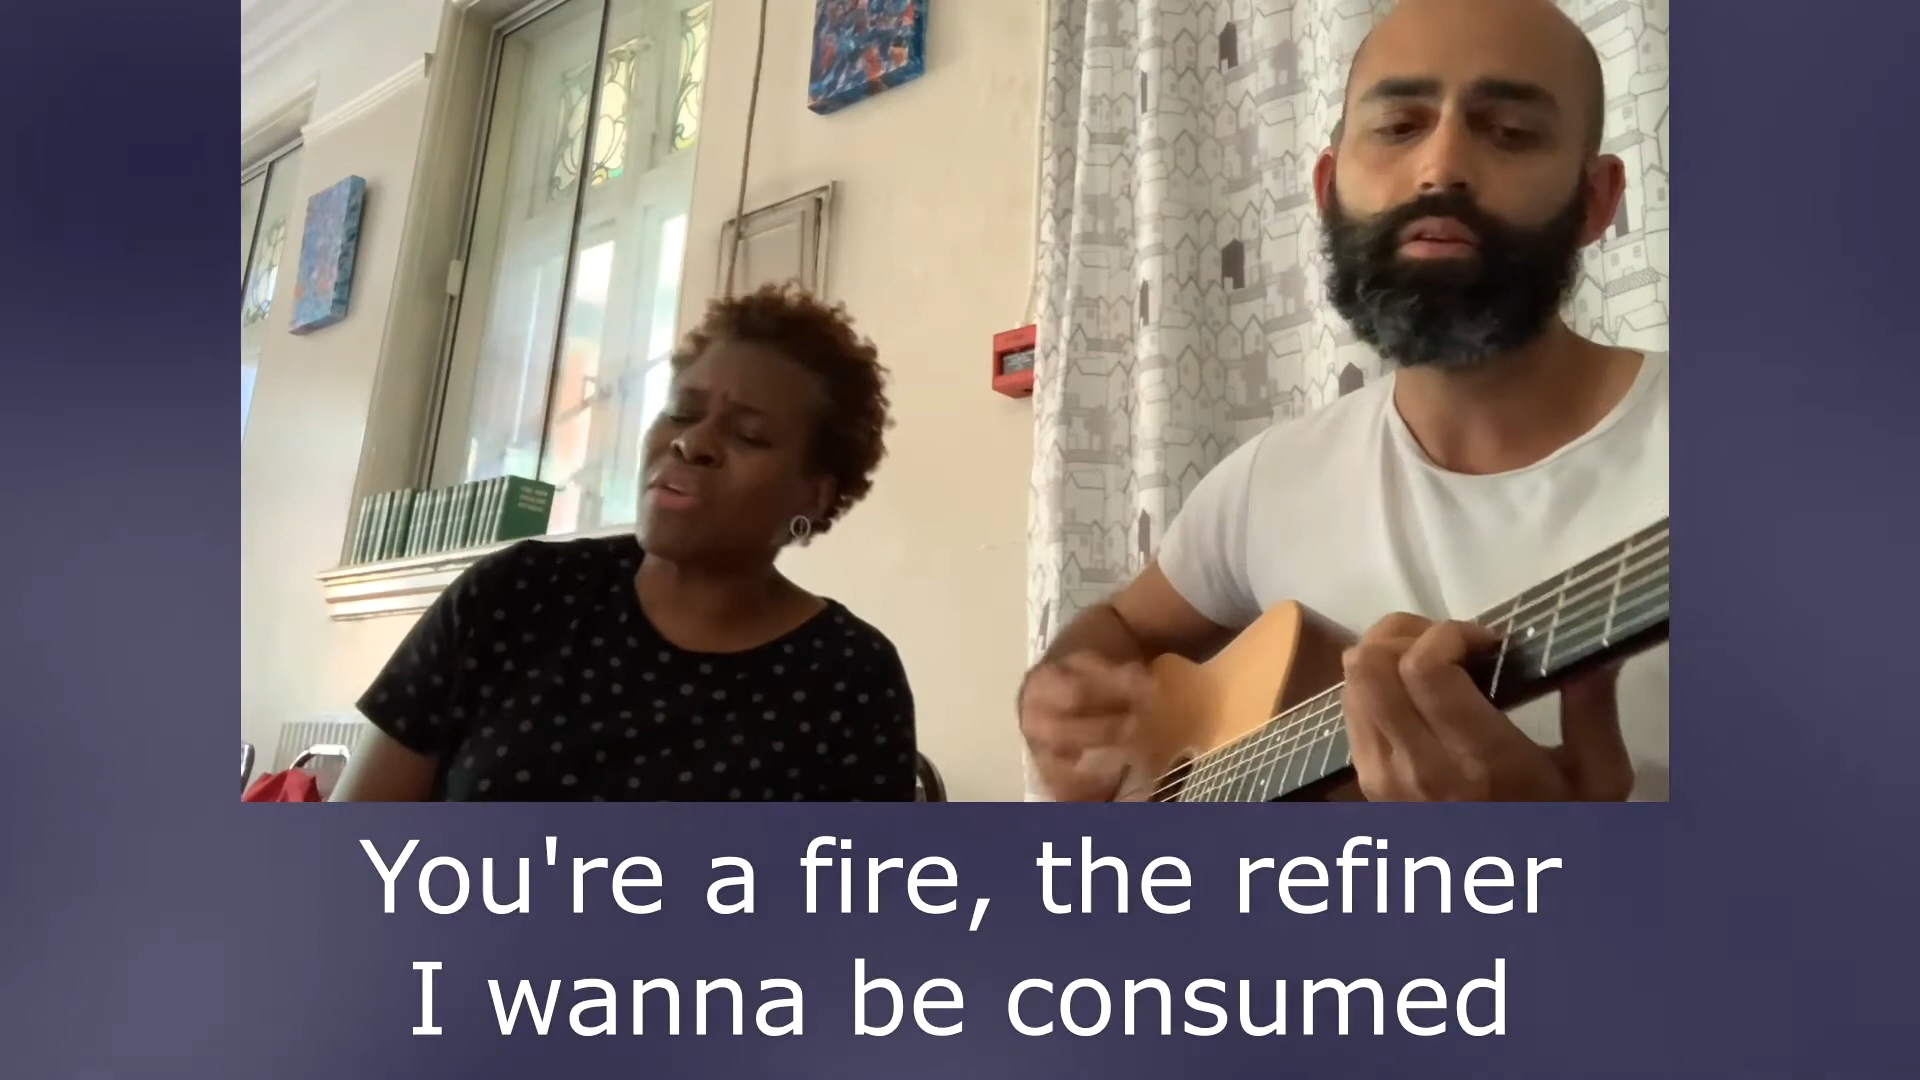 You're a fire, the refiner
I wanna be consumed